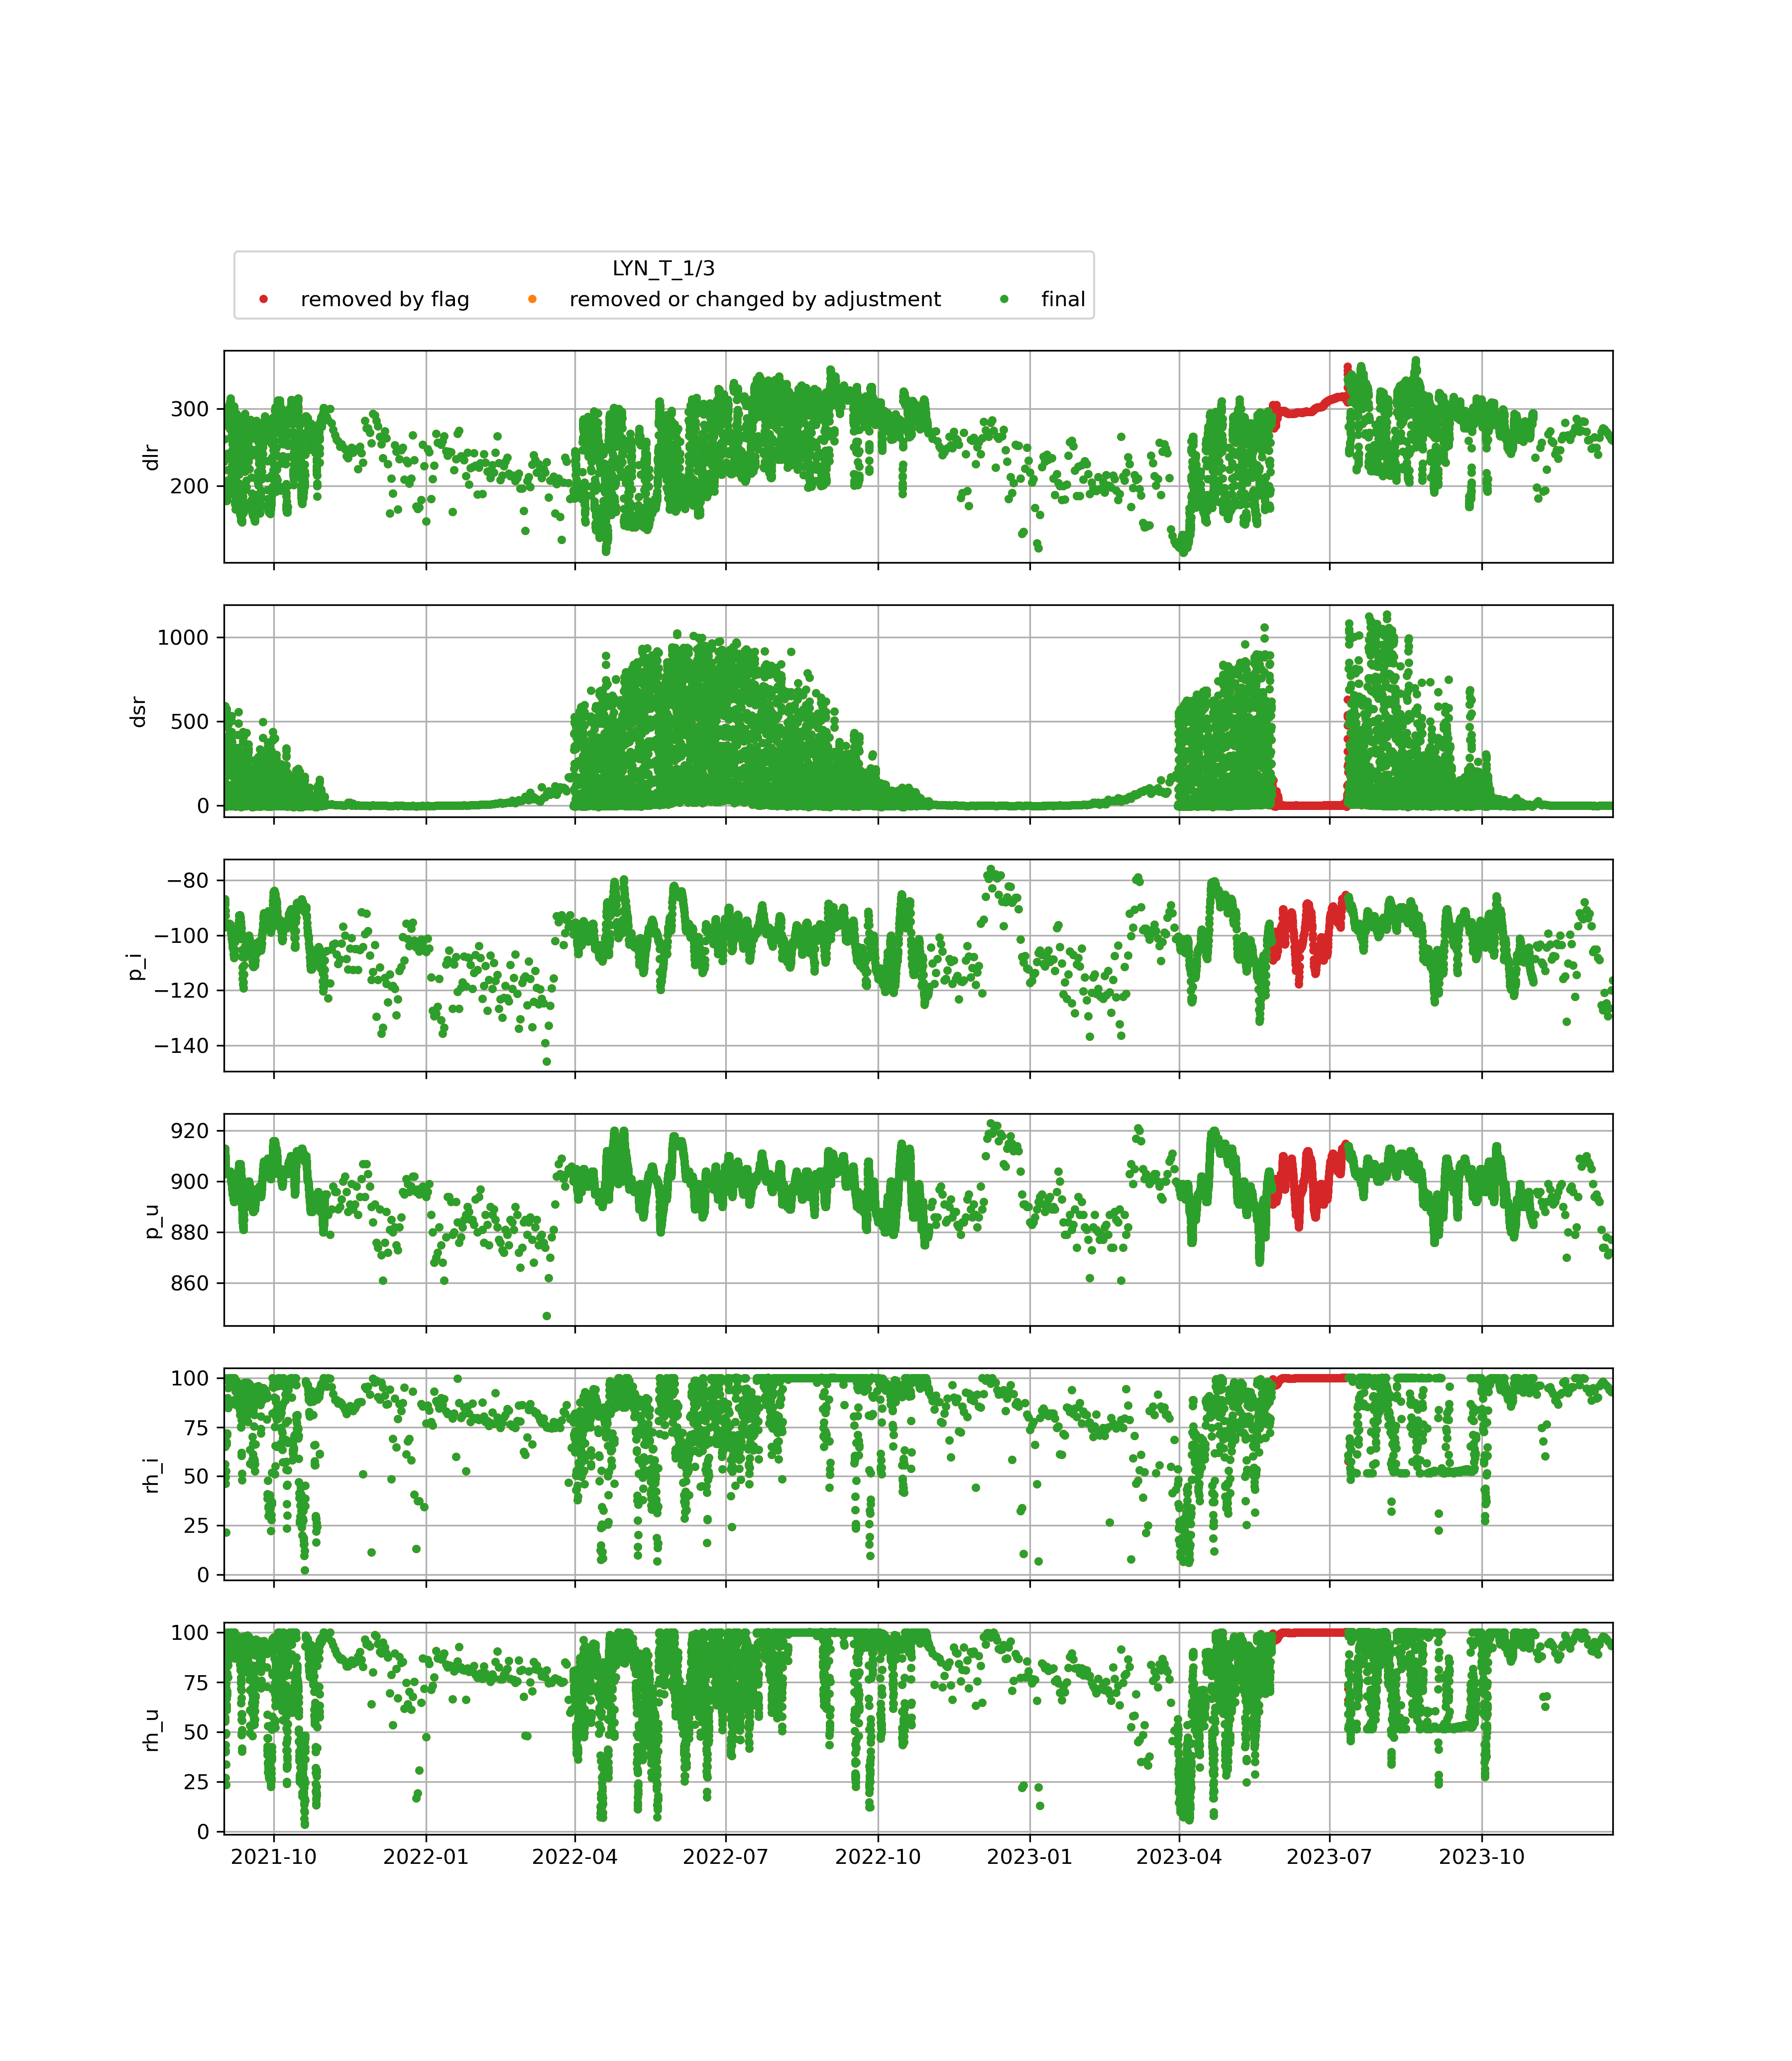 LYN_T_1/3
removed by flag removed or changed by adjustment final
300
200
dlr
1000
500
0
dsr
−80
−100
−120
−140
p_i
920
900
880
860
p_u
100
75
50
25
0
rh_i
100
75
50
25
0
rh_u
2021-10 2022-01 2022-04 2022-07 2022-10 2023-01 2023-04 2023-07 2023-10